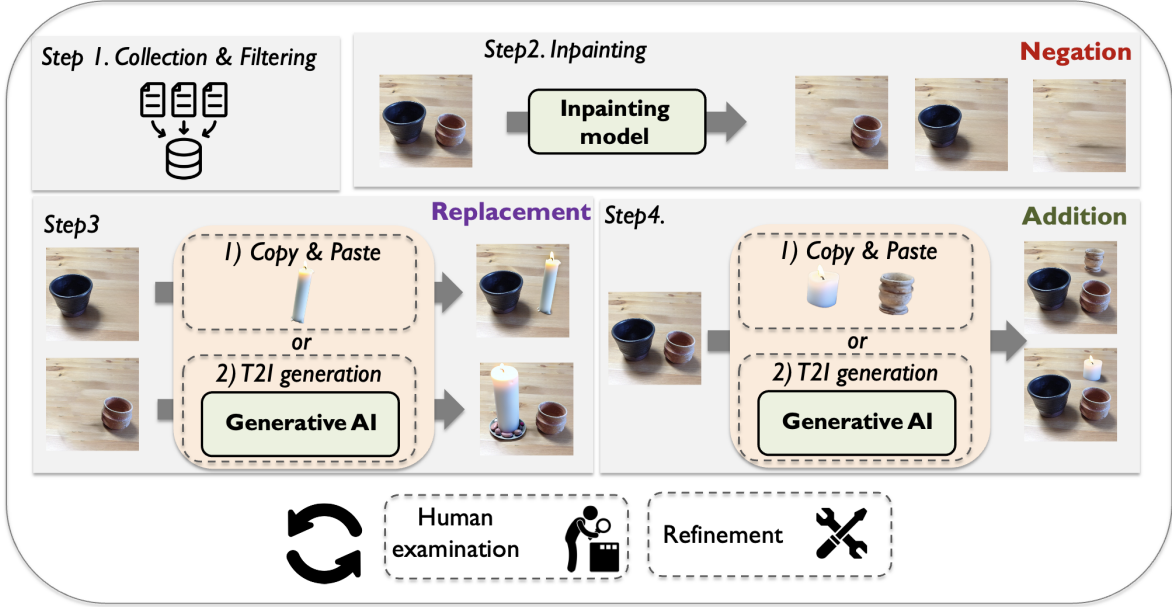 Step 1. Collection & Filtering
Step2. Inpainting
Negation
Inpainting
model
Step3
Replacement
1) Copy & Paste
or
2) T2I generation
Generative AI
Step4.
Addition
1) Copy & Paste
or
2) T2I generation
Generative AI
Human
examination
Refinement